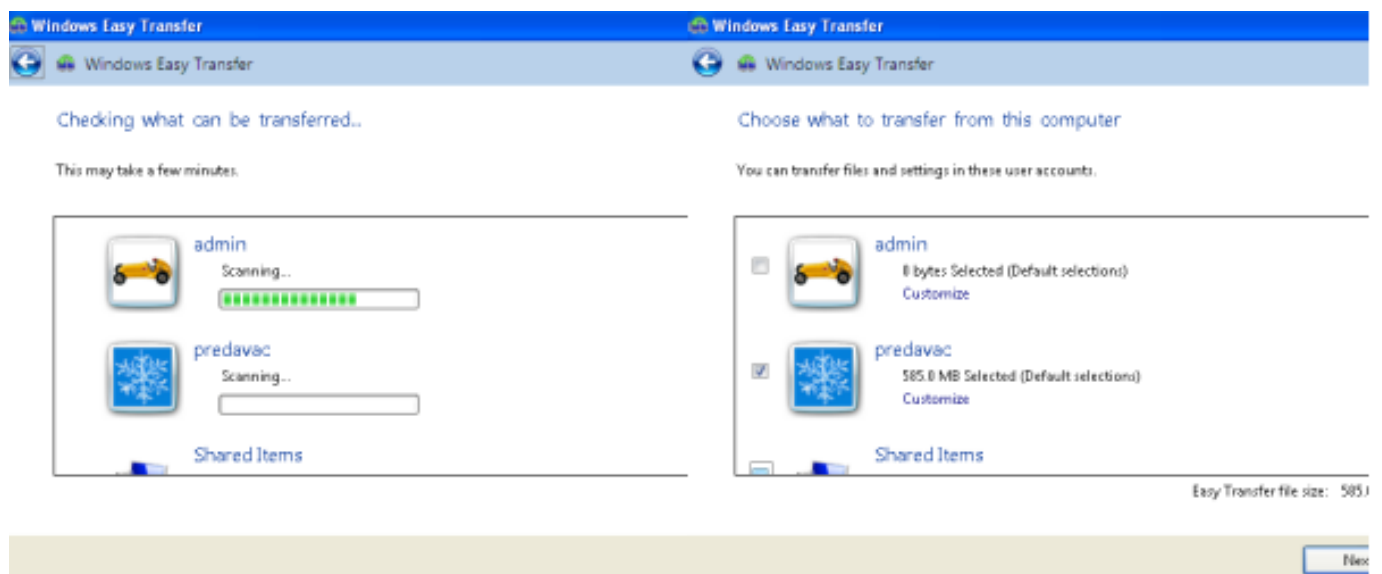 Windows Easy Transfer
Windows Easy Transfer
Checking what can be transferred..
This may take a few minutes.
admin
Scanning...
predavac
Scanning...
Shared Items
Windows Easy Transfer
Windows Easy Transfer
Choose what to transfer from this computer
You can transfer files and settings in these user accounts.
admin
0 bytes Selected (Default selections)
Customize
predavac
585.0 MB Selected (Default selections)
Customize
Shared Items
Easy Transfer file size: 585.
Nex